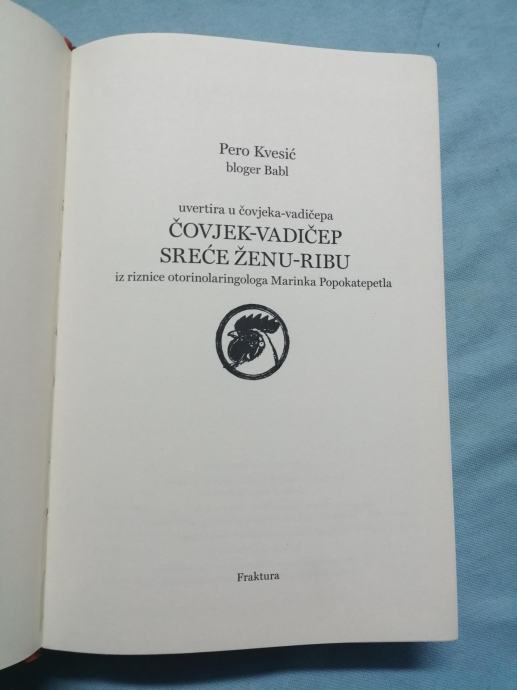 Pero Kvesić
bloger Babl
uvertira u čovjeka-vadičepa
ČOVJEK-VADIČEP
SREĆE ŽENU-RIBU
iz riznice otorinolaringologa Marinka Popokatepetla
Fraktura